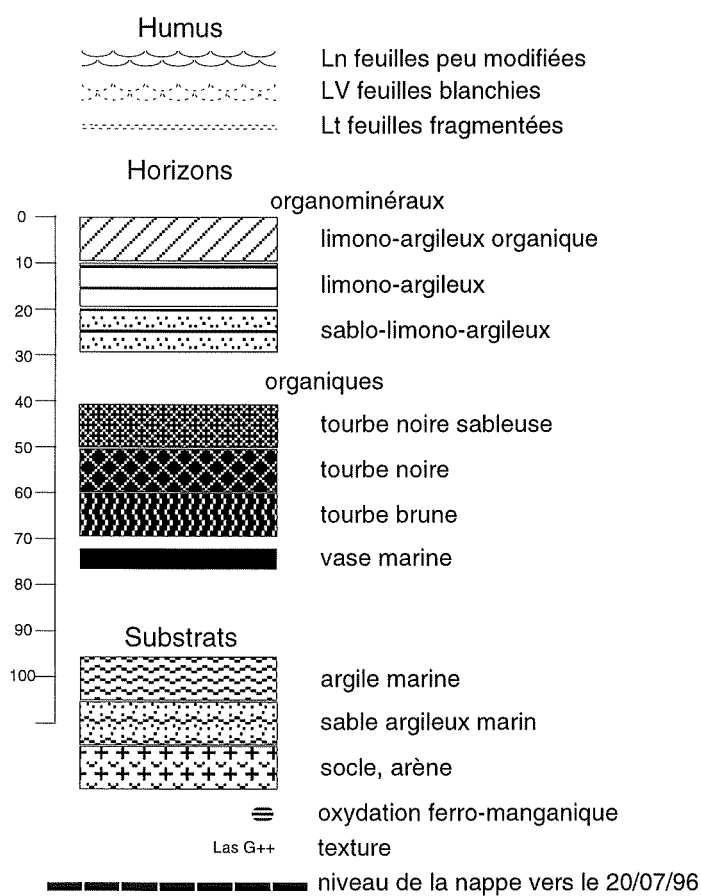 Humus
Ln feuilles peu modifiées
LV feuilles blanchies
Lt feuilles fragmentées
Horizons
organominéraux
0
limono-argileux organique
10
limono-argileux
20
sablo-limono-argileux
30
organiques
40
tourbe noire sableuse
50
tourbe noire
60
tourbe brune
70
vase marine
80
90
Substrats
100
argile marine
sable argileux marin
socle, arène
oxydation ferro-manganique
Las G++ texture
niveau de la nappe vers le 20/07/96